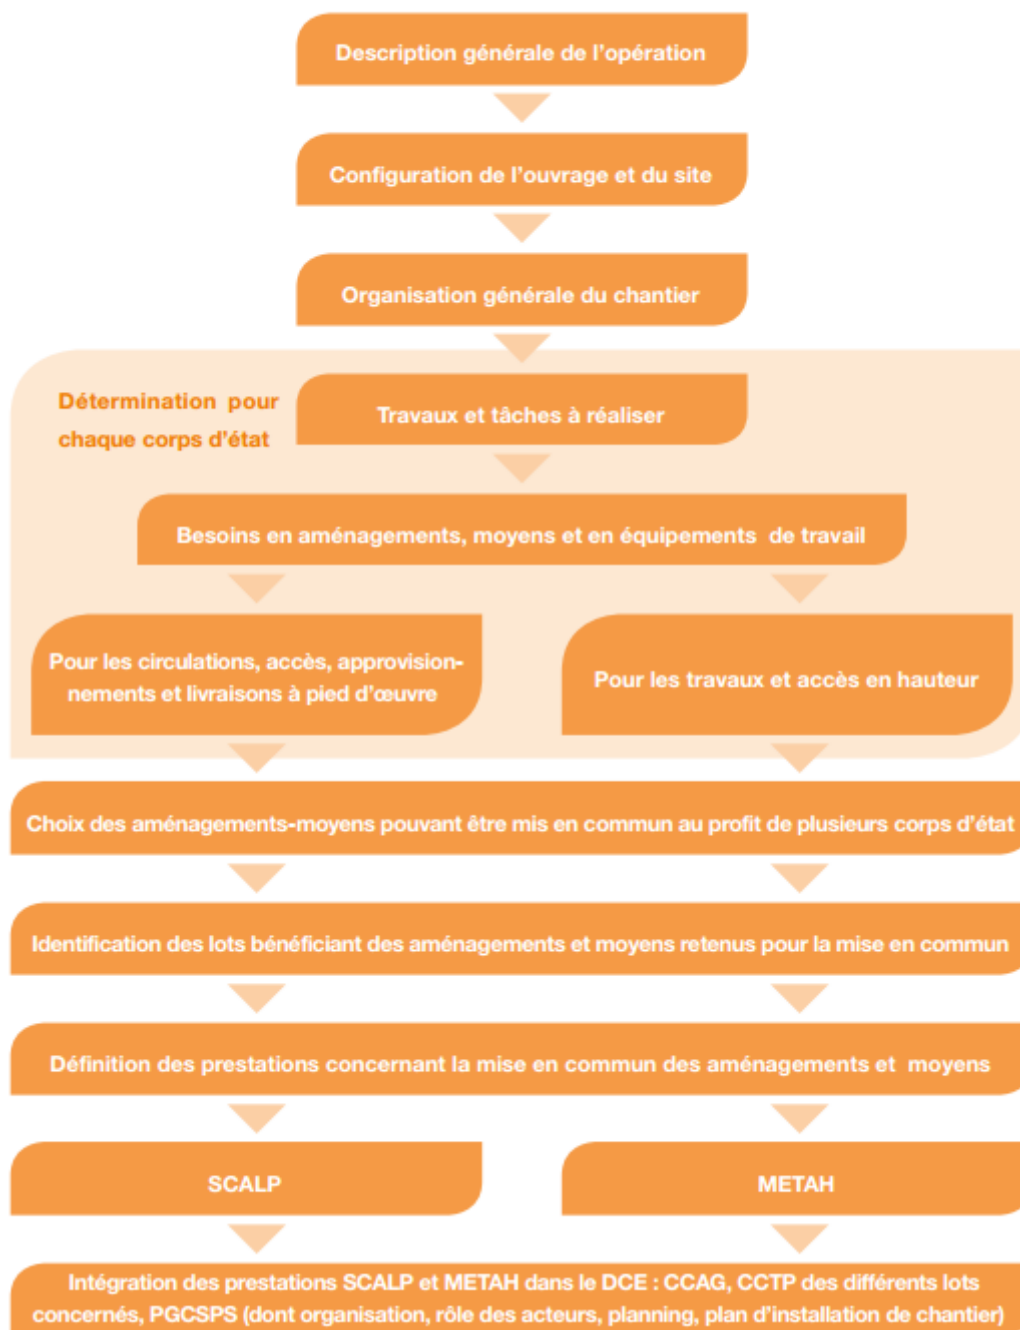 Description générale de l'opération
Configuration de l'ouvrage et du site
Organisation générale du chantier
Détermination pour
chaque corps d'état
Travaux et tâches à réaliser
Besoins en aménagements, moyens et en équipements de travail
Pour les circulations, accès, approvision-
nements et livraisons à pied d'œuvre
Pour les travaux et accès en hauteur
Choix des aménagements-moyens pouvant être mis en commun au profit de plusieurs corps d'état
Identification des lots bénéficiant des aménagements et moyens retenus pour la mise en commun
Définition des prestations concernant la mise en commun des aménagements et moyens
SCALP
METAH
Intégration des prestations SCALP et METAH dans le DCE : CCAG, CCTP des différents lots
concernés, PGCSPS (dont organisation, rôle des acteurs, planning, plan d'installation de chantier)